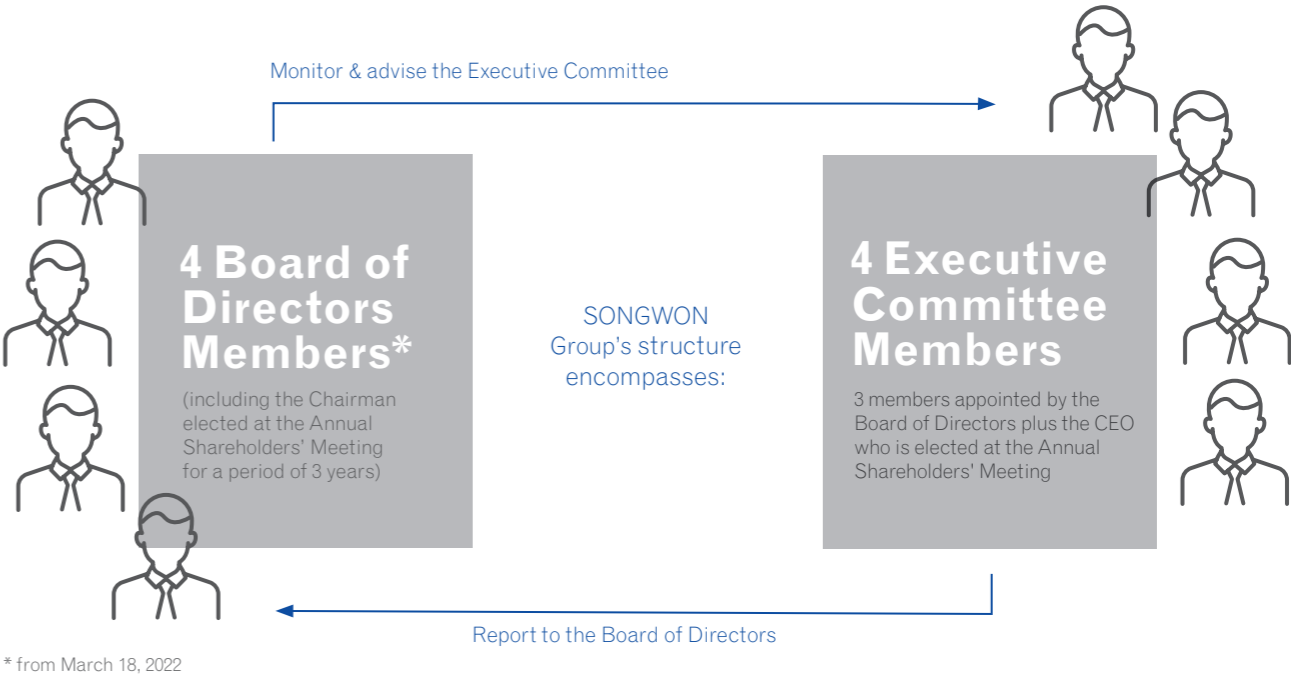 Monitor & advise the Executive Committee
4 Board of
Directors
Members*
(including the Chairman
elected at the Annual
Shareholders' Meeting
for a period of 3 years)
SONGWON
Group's structure
encompasses:
4 Executive
Committee
Members
3 members appointed by the
Board of Directors plus the CEO
who is elected at the Annual
Shareholders' Meeting
Report to the Board of Directors
* from March 18, 2022